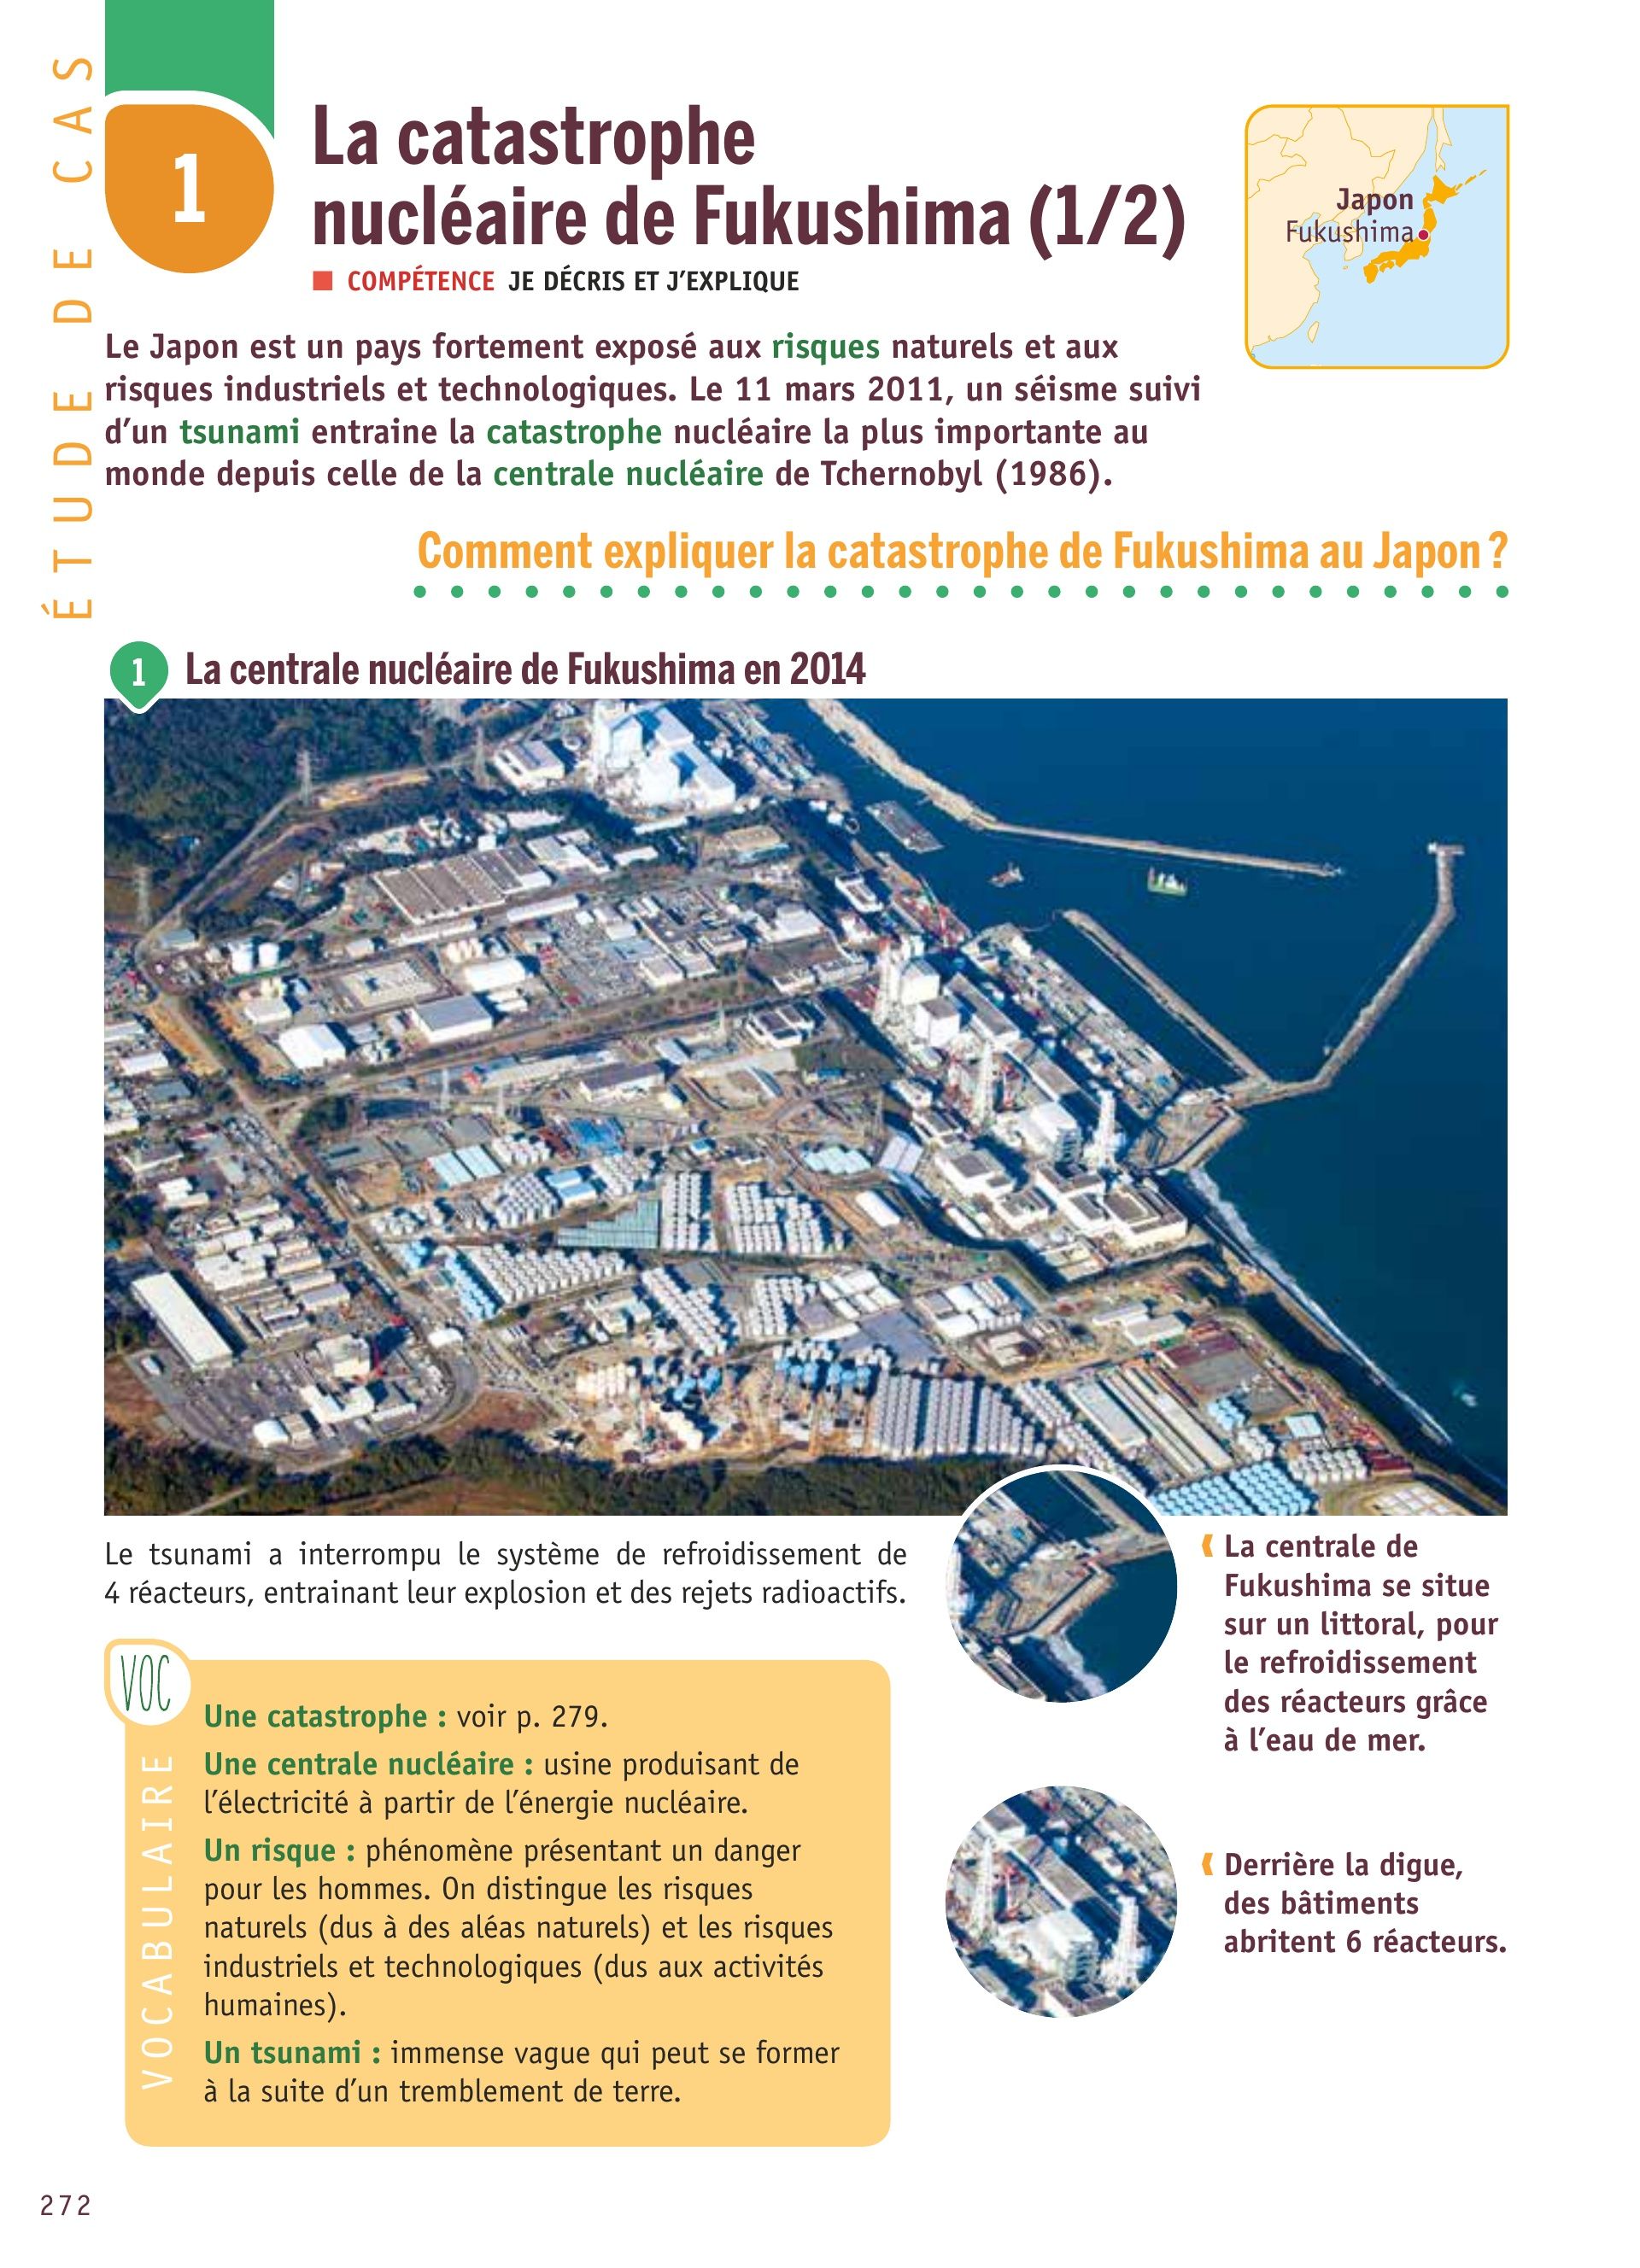 ÉTUDE DE CAS
1
La catastrophe
nucléaire de Fukushima (1/2)
COMPÉTENCE JE DÉCRIS ET J’EXPLIQUE
Japon
Fukushima
Le Japon est un pays fortement exposé aux risques naturels et aux
risques industriels et technologiques. Le 11 mars 2011, un séisme suivi
d’un tsunami entraine la catastrophe nucléaire la plus importante au
monde depuis celle de la centrale nucléaire de Tchernobyl (1986).
Comment expliquer la catastrophe de Fukushima au Japon ?
1 La centrale nucléaire de Fukushima en 2014
Le tsunami a interrompu le système de refroidissement de
4 réacteurs, entrainant leur explosion et des rejets radioactifs.
La centrale de
Fukushima se situe
sur un littoral, pour
le refroidissement
des réacteurs grâce
à l’eau de mer.
Derrière la digue,
des bâtiments
abritent 6 réacteurs.
VOC
VOCABULAIRE
Une catastrophe : voir p. 279.
Une centrale nucléaire : usine produisant de
l’électricité à partir de l’énergie nucléaire.
Un risque : phénomène présentant un danger
pour les hommes. On distingue les risques
naturels (dus à des aléas naturels) et les risques
industriels et technologiques (dus aux activités
humaines).
Un tsunami : immense vague qui peut se former
à la suite d’un tremblement de terre.
272